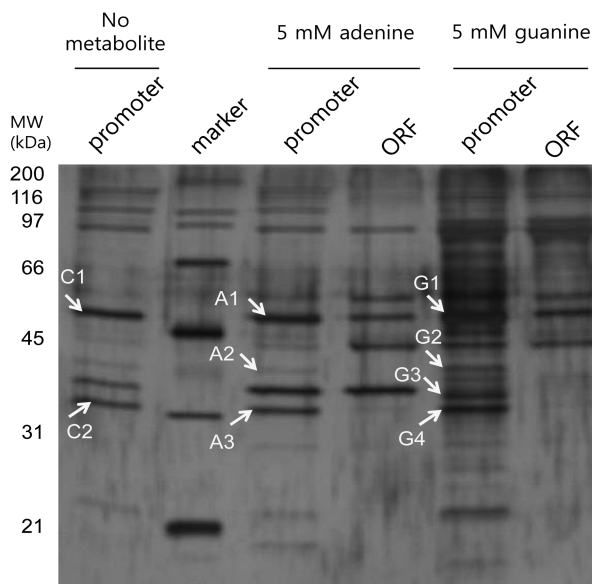 No metabolite
5 mM adenine
5 mM guanine
MW (kDa)
promoter
marker
promoter
ORF
promoter
ORF
200
116
97
66
45
31
21
C1
C2
A1
A2
A3
G1
G2
G3
G4